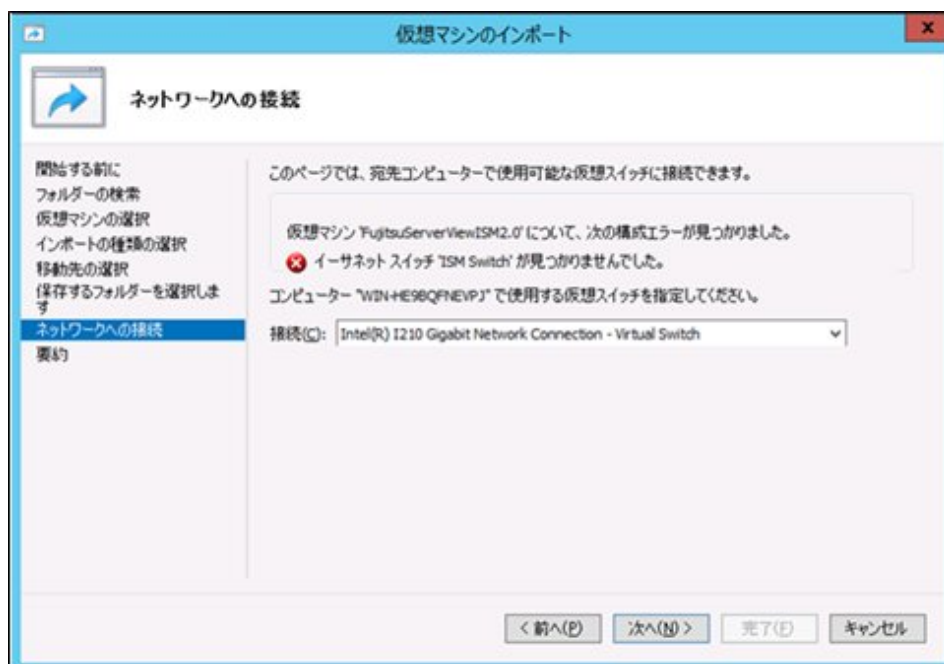 仮想マシンのインポート
x
ネットワークへの接続
開始する前に
フォルダーの検索
仮想マシンの選択
インポートの種類の選択
移動先の選択
保存するフォルダーを選択しま
す
ネットワークへの接続
要約
このページでは、宛先コンピューターで使用可能な仮想スイッチに接続できます。
仮想マシン 'FujitsuServerViewISM2.0' について、次の構成エラーが見つかりました。
イーサネット スイッチ 'ISM Switch' が見つかりませんでした。
コンピューター "WIN-HE98QFNEVPJ" で使用する仮想スイッチを指定してください。
接続(C): Intel(R) I210 Gigabit Network Connection - Virtual Switch
< 前へ(P) 次へ(N) > 完了(F) キャンセル